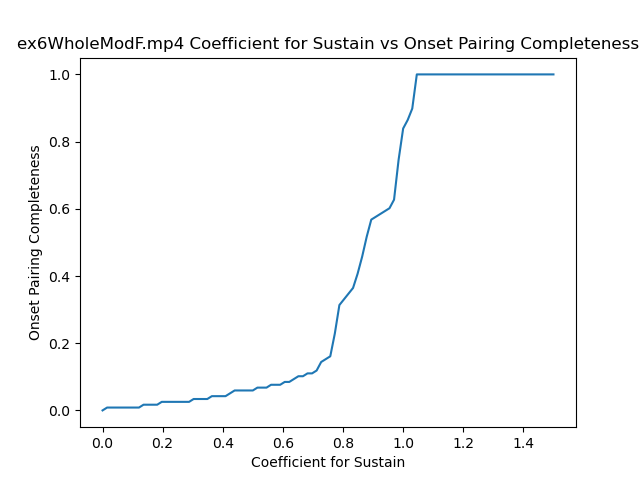 ex6WholeModF.mp4 Coefficient for Sustain vs Onset Pairing Completeness
1.0
0.8
0.6
0.4
0.2
0.0
Onset Pairing Completeness
0.0 0.2 0.4 0.6 0.8 1.0 1.2 1.4
Coefficient for Sustain